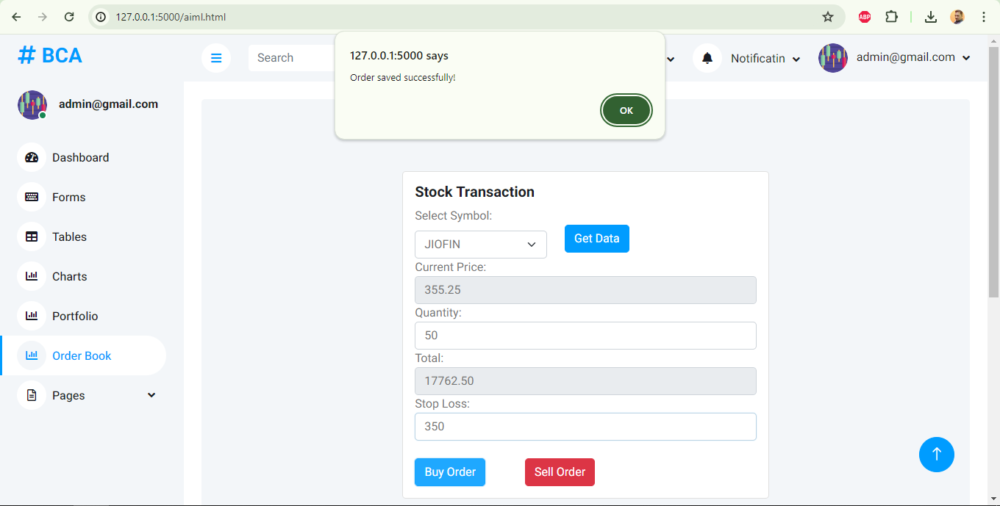 127.0.0.1:5000/aiml.html
ABP
# BCA
Search
127.0.0.1:5000 says
Order saved successfully!
OK
Notificatin
admin@gmail.com
admin@gmail.com
Dashboard
Forms
Tables
Charts
Portfolio
Order Book
Pages
Stock Transaction
Select Symbol:
JIOFIN
Get Data
Current Price:
355.25
Quantity:
50
Total:
17762.50
Stop Loss:
350
Buy Order
Sell Order